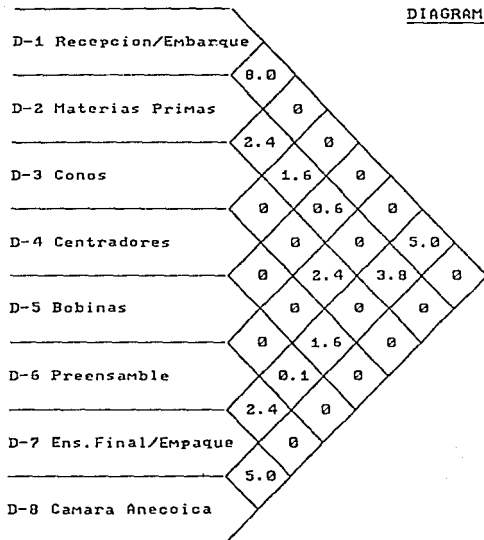 DIAGRAM
D-1 Recepcion/Embarque
8.0
D-2 Materias Primas 0
2.4 0
D-3 Conos 1.6 0
0 0.6 0
D-4 Centradores 0 0 5.0
0 2.4 3.8 0
D-5 Bobinas 0 0 0
0 1.6 0
D-6 Preensamble 0.1 0
2.4 0
D-7 Ens.Final/Empaque 0
5.0
D-8 Camara Anecoica